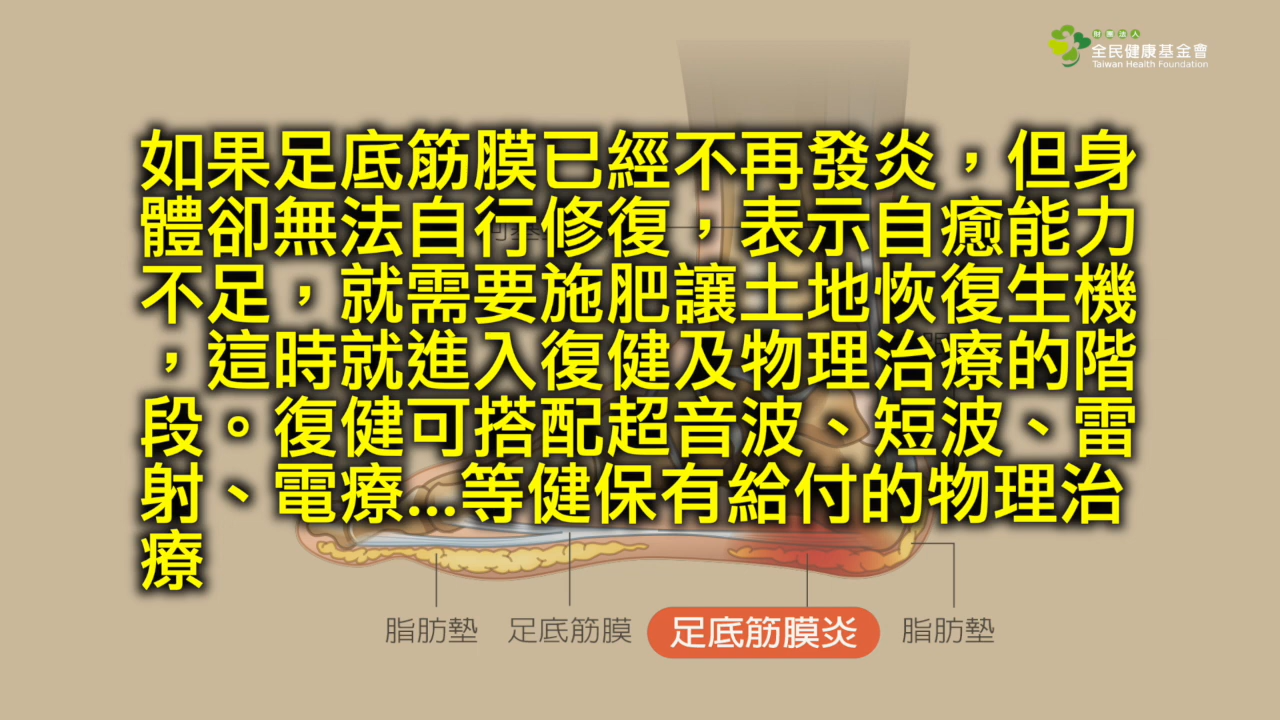 財團法人
全民健康基金會
Taiwan Health Foundation
如果足底筋膜已經不再發炎，但身
體卻無法自行修復，表示自癒能力
不足，就需要施肥讓土地恢復生機
，這時就進入復健及物理治療的階
段。復健可搭配超音波、短波、雷
射、電療...等健保有給付的物理治
療
脂肪墊
足底筋膜
足底筋膜炎
脂肪墊